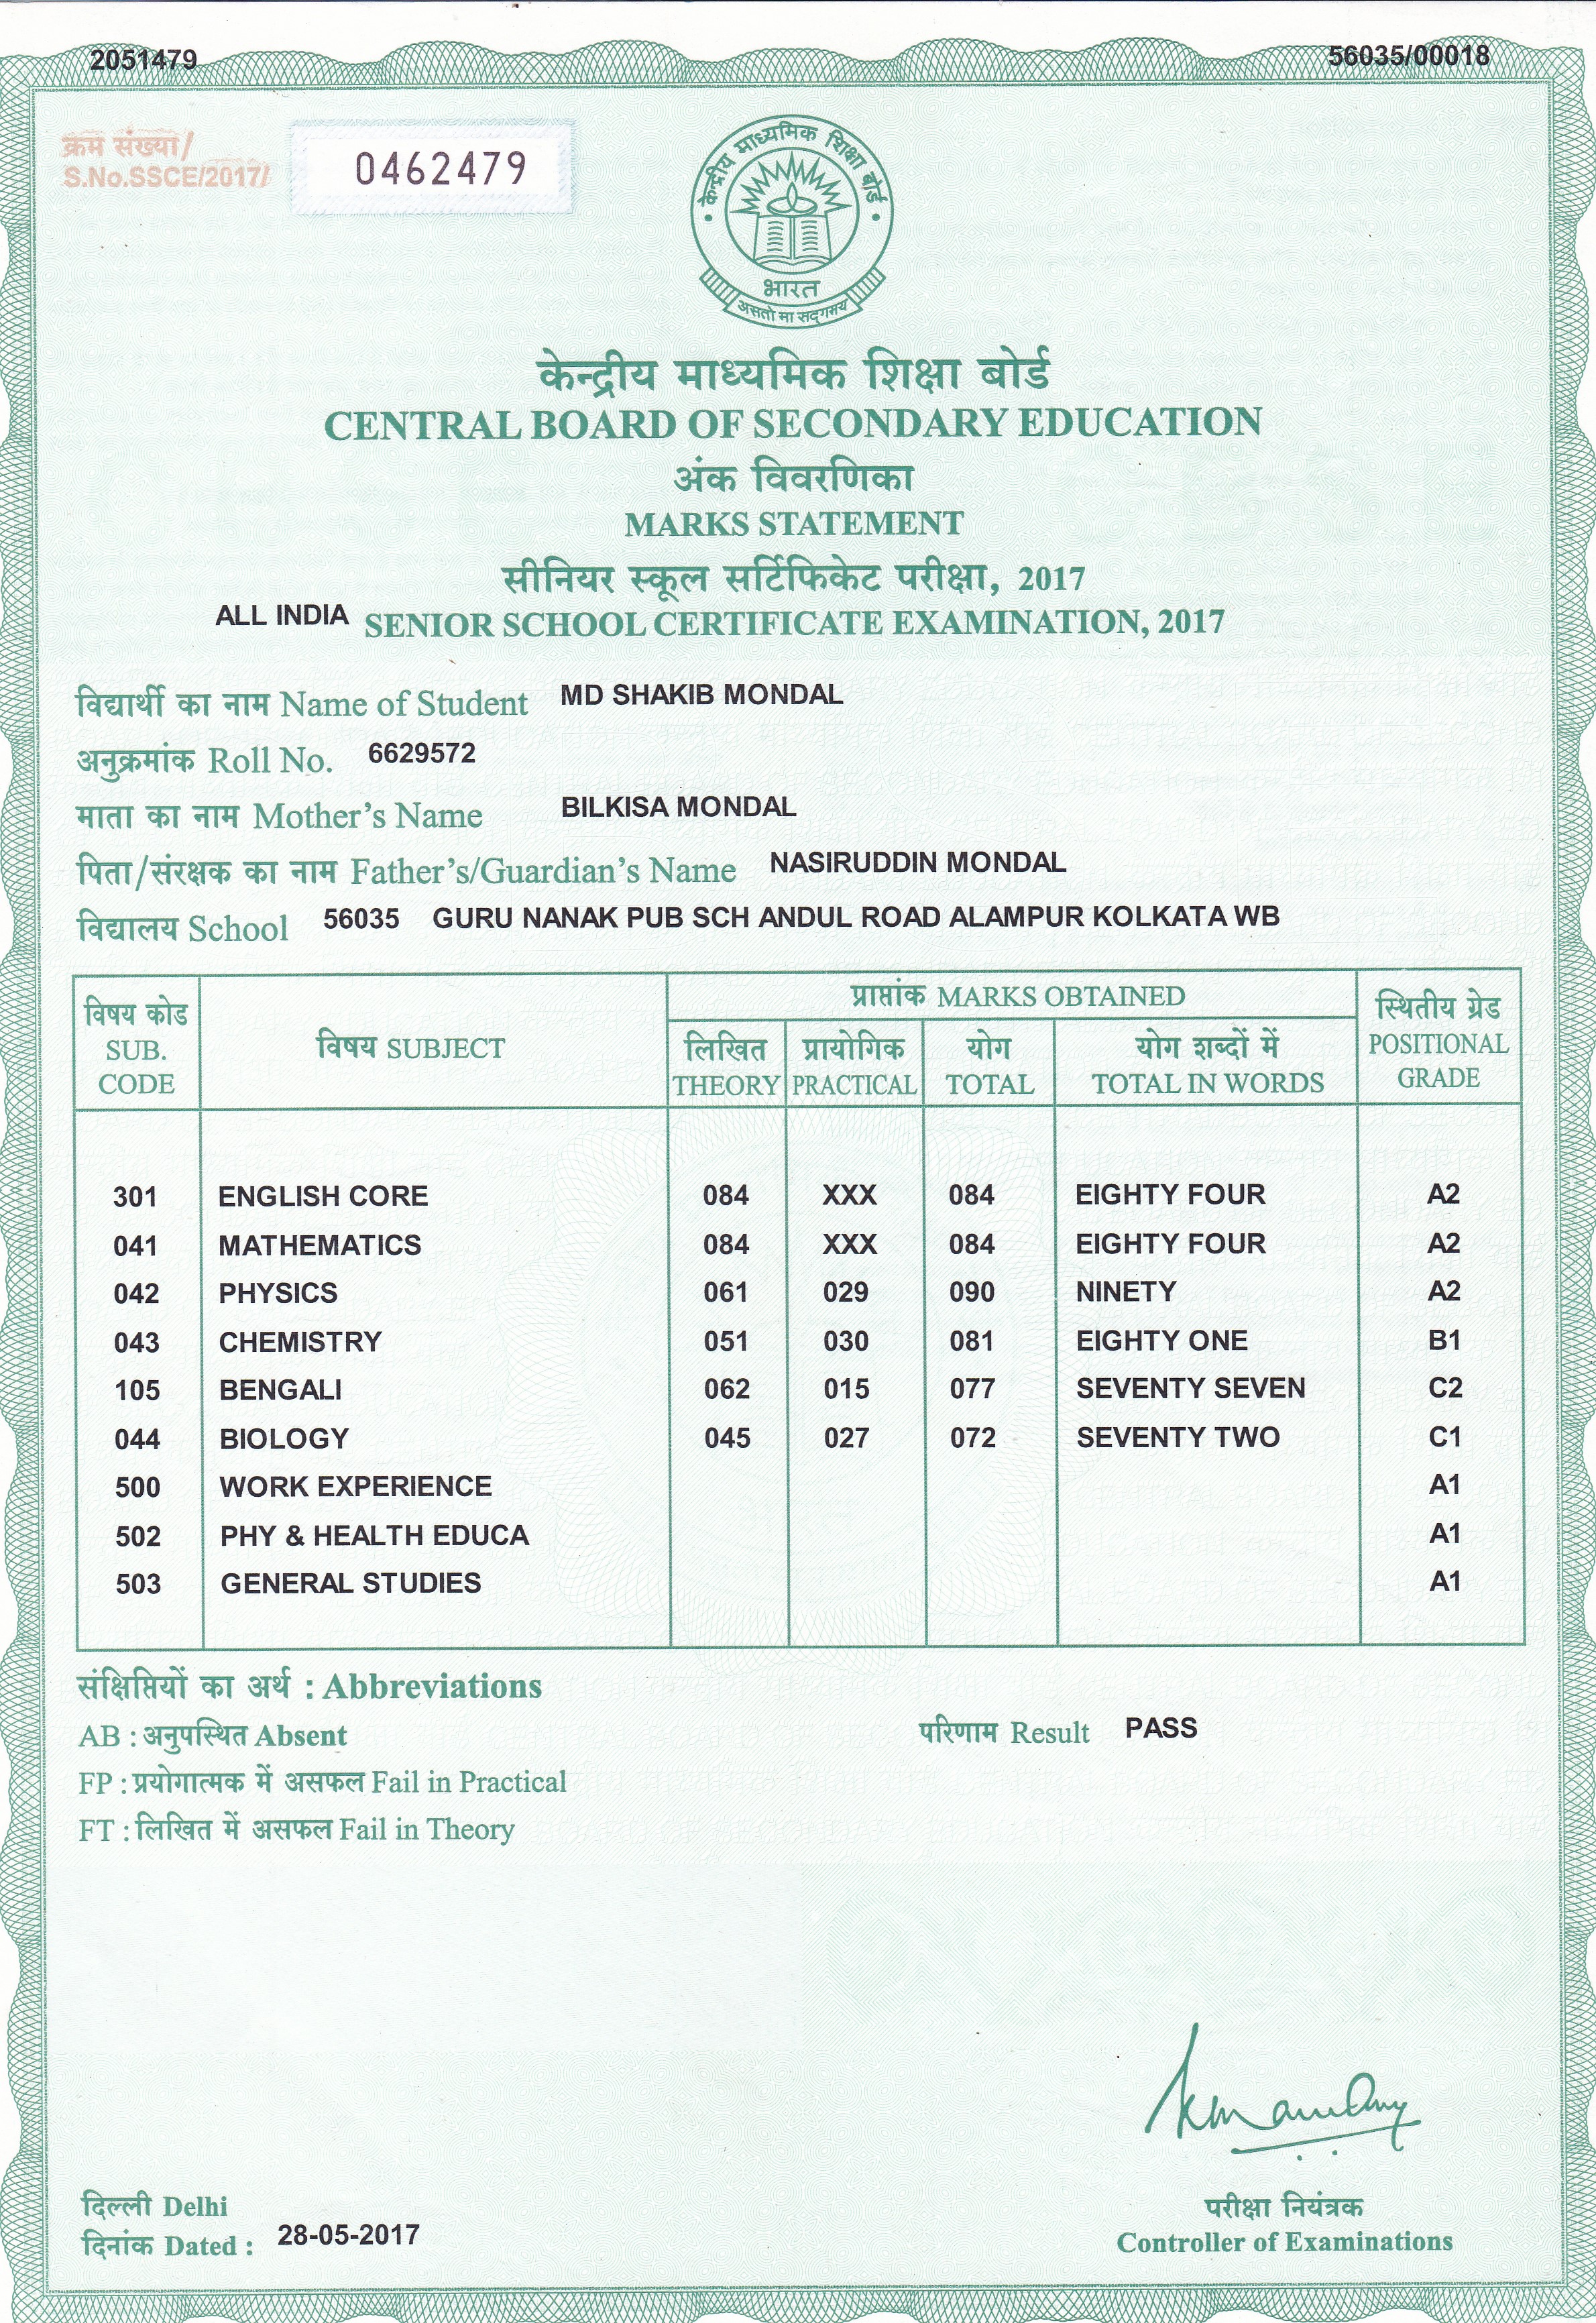 2051479 56035/00018
क्रम संख्या/
S.No.SSCE/2017/ 0462479
केन्द्रीय माध्यमिक शिक्षा बोर्ड
भारत
असतो मा सद्गमय
केन्द्रीय माध्यमिक शिक्षा बोर्ड
CENTRAL BOARD OF SECONDARY EDUCATION
अंक विवरणिका
MARKS STATEMENT
सीनियर स्कूल सर्टिफिकेट परीक्षा, 2017
ALL INDIA SENIOR SCHOOL CERTIFICATE EXAMINATION, 2017
विद्यार्थी का नाम Name of Student MD SHAKIB MONDAL
अनुक्रमांक Roll No. 6629572
माता का नाम Mother's Name BILKISA MONDAL
पिता/संरक्षक का नाम Father's/Guardian's Name NASIRUDDIN MONDAL
विद्यालय School 56035 GURU NANAK PUB SCH ANDUL ROAD ALAMPUR KOLKATA WB
विषय कोड SUB. CODE विषय SUBJECT प्राप्तांक MARKS OBTAINED स्थितीय ग्रेड POSITIONAL GRADE
लिखित THEORY प्रायोगिक PRACTICAL योग TOTAL योग शब्दों में TOTAL IN WORDS
301 ENGLISH CORE 084 XXX 084 EIGHTY FOUR A2
041 MATHEMATICS 084 XXX 084 EIGHTY FOUR A2
042 PHYSICS 061 029 090 NINETY A2
043 CHEMISTRY 051 030 081 EIGHTY ONE B1
105 BENGALI 062 015 077 SEVENTY SEVEN C2
044 BIOLOGY 045 027 072 SEVENTY TWO C1
500 WORK EXPERIENCE A1
502 PHY & HEALTH EDUCA A1
503 GENERAL STUDIES A1
संक्षिप्तियों का अर्थ : Abbreviations
AB : अनुपस्थित Absent परिणाम Result PASS
FP : प्रयोगात्मक में असफल Fail in Practical
FT : लिखित में असफल Fail in Theory
दिल्ली Delhi परीक्षा नियंत्रक
दिनांक Dated : 28-05-2017 Controller of Examinations